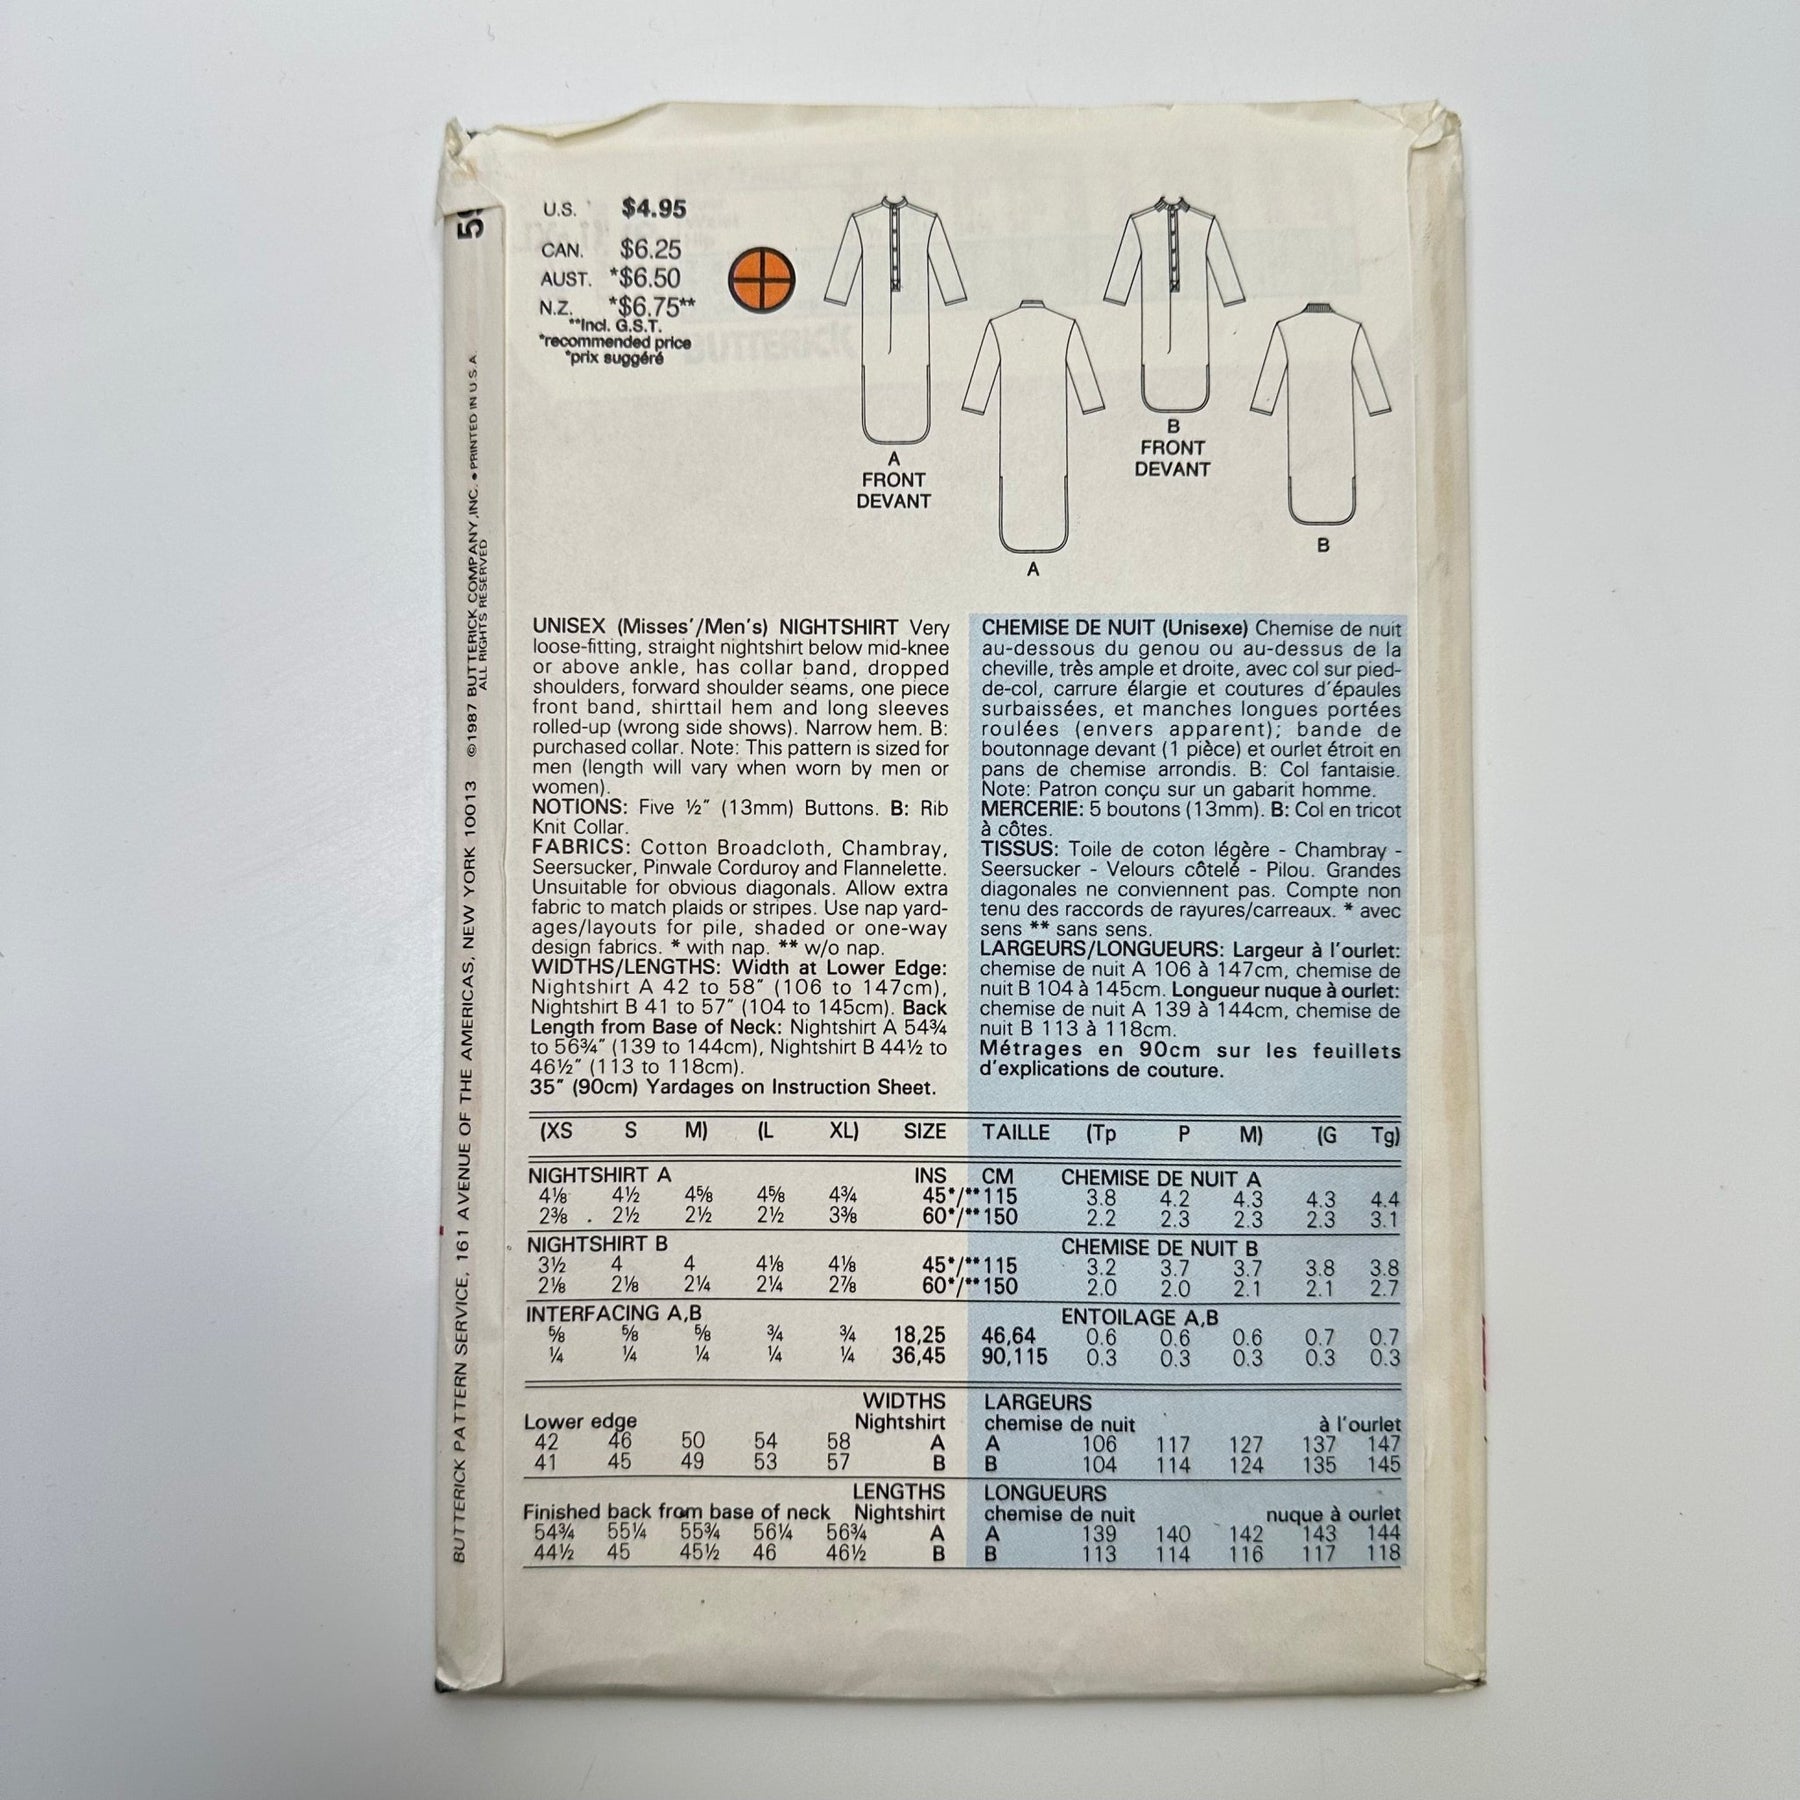 U.S. $4.95
CAN. $6.25
AUST. *$6.50
N.Z. *$6.75**
**Incl. G.S.T.
*recommended price
*prix suggéré
A
FRONT
DEVANT
A
B
FRONT
DEVANT
B
UNISEX (Misses'/Men's) NIGHTSHIRT Very
loose-fitting, straight nightshirt below mid-knee
or above ankle, has collar band, dropped
shoulders, forward shoulder seams, one piece
front band, shirttail hem and long sleeves
rolled-up (wrong side shows). Narrow hem. B:
purchased collar. Note: This pattern is sized for
men (length will vary when worn by men or
women).
NOTIONS: Five ½" (13mm) Buttons. B: Rib
Knit Collar.
FABRICS: Cotton Broadcloth, Chambray,
Seersucker, Pinwale Corduroy and Flannelette.
Unsuitable for obvious diagonals. Allow extra
fabric to match plaids or stripes. Use nap yard-
ages/layouts for pile, shaded or one-way
design fabrics. * with nap. ** w/o nap.
WIDTHS/LENGTHS: Width at Lower Edge:
Nightshirt A 42 to 58" (106 to 147cm),
Nightshirt B 41 to 57" (104 to 145cm). Back
Length from Base of Neck: Nightshirt A 54¾
to 56¾" (139 to 144cm), Nightshirt B 44½ to
46½" (113 to 118cm).
35" (90cm) Yardages on Instruction Sheet.
CHEMISE DE NUIT (Unisexe) Chemise de nuit
au-dessous du genou ou au-dessus de la
cheville, très ample et droite, avec col sur pied-
de-col, carrure élargie et coutures d'épaules
surbaissées, et manches longues portées
roulées (envers apparent); bande de
boutonnage devant (1 pièce) et ourlet étroit en
pans de chemise arrondis. B: Col fantaisie.
Note: Patron conçu sur un gabarit homme.
MERCERIE: 5 boutons (13mm). B: Col en tricot
à côtes.
TISSUS: Toile de coton légère - Chambray -
Seersucker - Velours côtelé - Pilou. Grandes
diagonales ne conviennent pas. Compte non
tenu des raccords de rayures/carreaux. * avec
sens ** sans sens.
LARGEURS/LONGUEURS: Largeur à l'ourlet:
chemise de nuit A 106 à 147cm, chemise de
nuit B 104 à 145cm. Longueur nuque à ourlet:
chemise de nuit A 139 à 144cm, chemise de
nuit B 113 à 118cm.
Métrages en 90cm sur les feuillets
d'explications de couture.
(XS S M) (L XL) SIZE TAILLE (Tp P M) (G Tg)
NIGHTSHIRT A INS CM CHEMISE DE NUIT A
4⅛ 4½ 4⅝ 4⅝ 4¾ 45*/**115 3.8 4.2 4.3 4.3 4.4
2⅜ 2½ 2½ 2½ 3⅜ 60*/**150 2.2 2.3 2.3 2.3 3.1
NIGHTSHIRT B CHEMISE DE NUIT B
3½ 4 4 4⅛ 4⅛ 45*/**115 3.2 3.7 3.7 3.8 3.8
2⅛ 2⅛ 2¼ 2¼ 2⅞ 60*/**150 2.0 2.0 2.1 2.1 2.7
INTERFACING A,B ENTOILAGE A,B
⅝ ⅝ ⅝ ¾ ¾ 18,25 46,64 0.6 0.6 0.6 0.7 0.7
¼ ¼ ¼ ¼ ¼ 36,45 90,115 0.3 0.3 0.3 0.3 0.3
WIDTHS LARGEURS
Lower edge Nightshirt chemise de nuit à l'ourlet
42 46 50 54 58 A A 106 117 127 137 147
41 45 49 53 57 B B 104 114 124 135 145
LENGTHS LONGUEURS
Finished back from base of neck Nightshirt chemise de nuit nuque à ourlet
54¾ 55¼ 55¾ 56¼ 56¾ A A 139 140 142 143 144
44½ 45 45½ 46 46½ B B 113 114 116 117 118
BUTTERICK PATTERN SERVICE, 161 AVENUE OF THE AMERICAS, NEW YORK 10013 ©1987 BUTTERICK COMPANY, INC. • PRINTED IN U.S.A.
ALL RIGHTS RESERVED